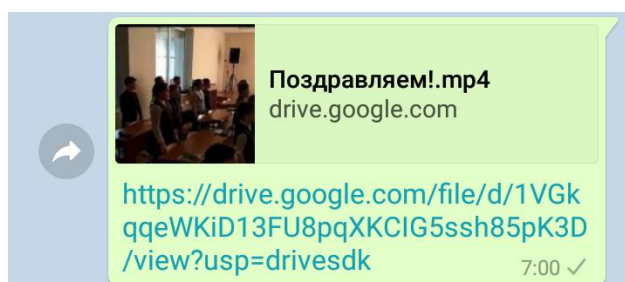 Поздравляем!.mp4
drive.google.com
https://drive.google.com/file/d/1VGk
qqeWKiD13FU8pqXKCIG5ssh85pK3D
/view?usp=drivesdk
7:00